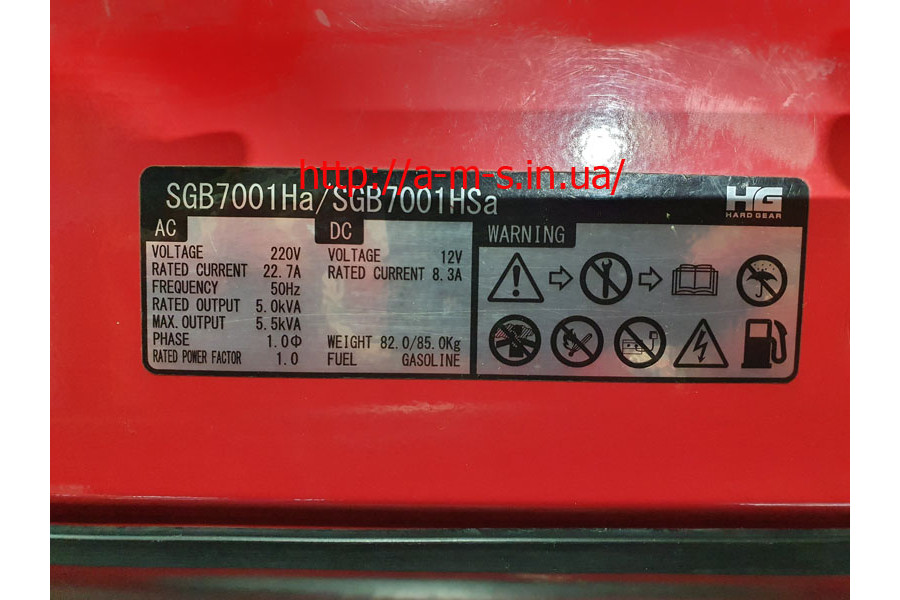 http://a-m-s.in.ua/
SGB7001Ha/SGB7001HSa
HG
HARD GEAR
AC
VOLTAGE 220V
RATED CURRENT 22.7A
FREQUENCY 50Hz
RATED OUTPUT 5.0kVA
MAX. OUTPUT 5.5kVA
PHASE 1.0Φ
RATED POWER FACTOR 1.0
DC
VOLTAGE 12V
RATED CURRENT 8.3A
WEIGHT 82.0/85.0Kg
FUEL GASOLINE
WARNING